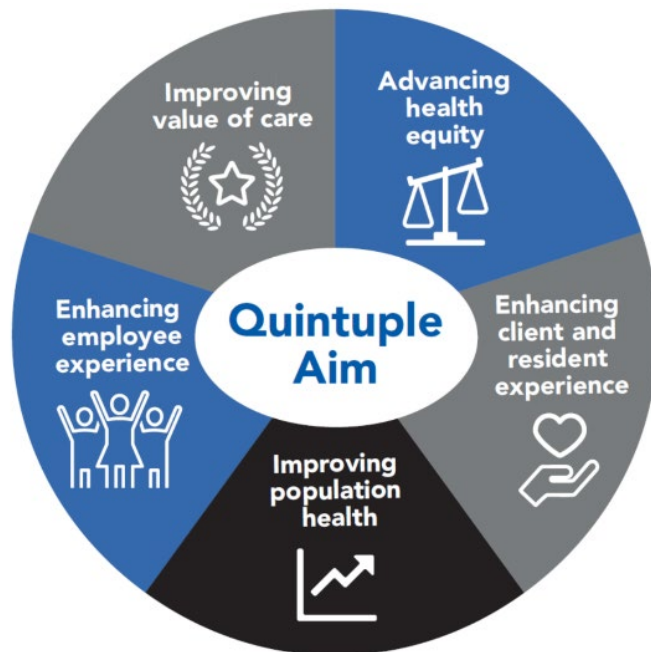 Improving
value of care
Advancing
health
equity
Enhancing
employee
experience
Quintuple
Aim
Enhancing
client and
resident
experience
Improving
population
health